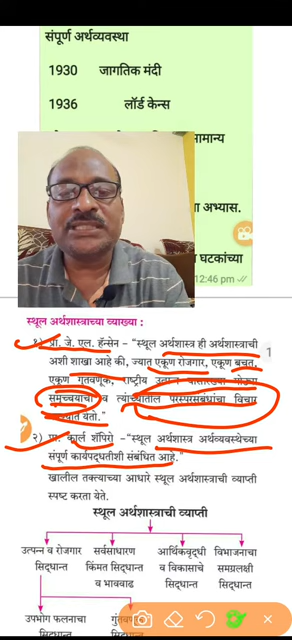 संपूर्ण अर्थव्यवस्था
1930 जागतिक मंदी
1936 लॉर्ड केन्स
सामान्य
अभ्यास.
घटकांच्या
12:46 pm
स्थूल अर्थशास्त्राच्या व्याख्या :
१) प्रा. जे. एल. हॅन्सेन – "स्थूल अर्थशास्त्र ही अर्थशास्त्राची
अशी शाखा आहे की, ज्यात एकूण रोजगार, एकूण बचत,
एकूण गुंतवणूक, राष्ट्रीय
समुच्चयाचा व त्यांच्यातील परस्परसंबंधांचा विचार
येतो."
1
२) प्रा. कार्ल शॅपिरो – "स्थूल अर्थशास्त्र अर्थव्यवस्थेच्या
संपूर्ण कार्यपद्धतीशी संबंधित आहे."
खालील तक्त्याच्या आधारे स्थूल अर्थशास्त्राची व्याप्ती
स्पष्ट करता येते.
स्थूल अर्थशास्त्राची व्याप्ती
उत्पन्न व रोजगार सर्वसाधारण आर्थिकवृद्धी विभाजनाचा
सिद्धान्त किंमत सिद्धान्त व विकासाचे समग्रलक्षी
व भाववाढ सिद्धान्त सिद्धान्त
उपभोग फलनाचा
सिद्धान्त